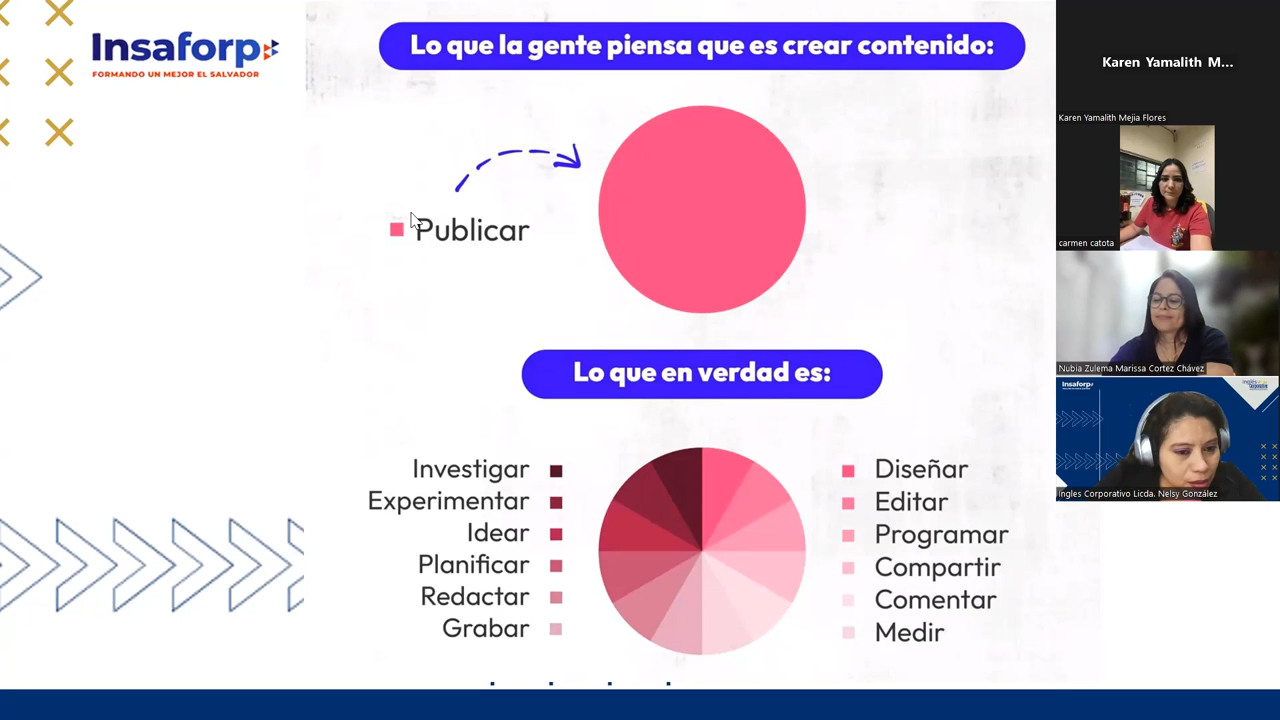 Insaforp
FORMANDO UN MEJOR EL SALVADOR
Lo que la gente piensa que es crear contenido:
Publicar
Lo que en verdad es:
Investigar
Experimentar
Idear
Planificar
Redactar
Grabar
Diseñar
Editar
Programar
Compartir
Comentar
Medir
Karen Yamalith M...
Karen Yamalith Mejia Flores
carmen catota
Nubia Zulema Marissa Cortez Chávez
Insaforp
Ingles Corporativo Licda. Nelsy González